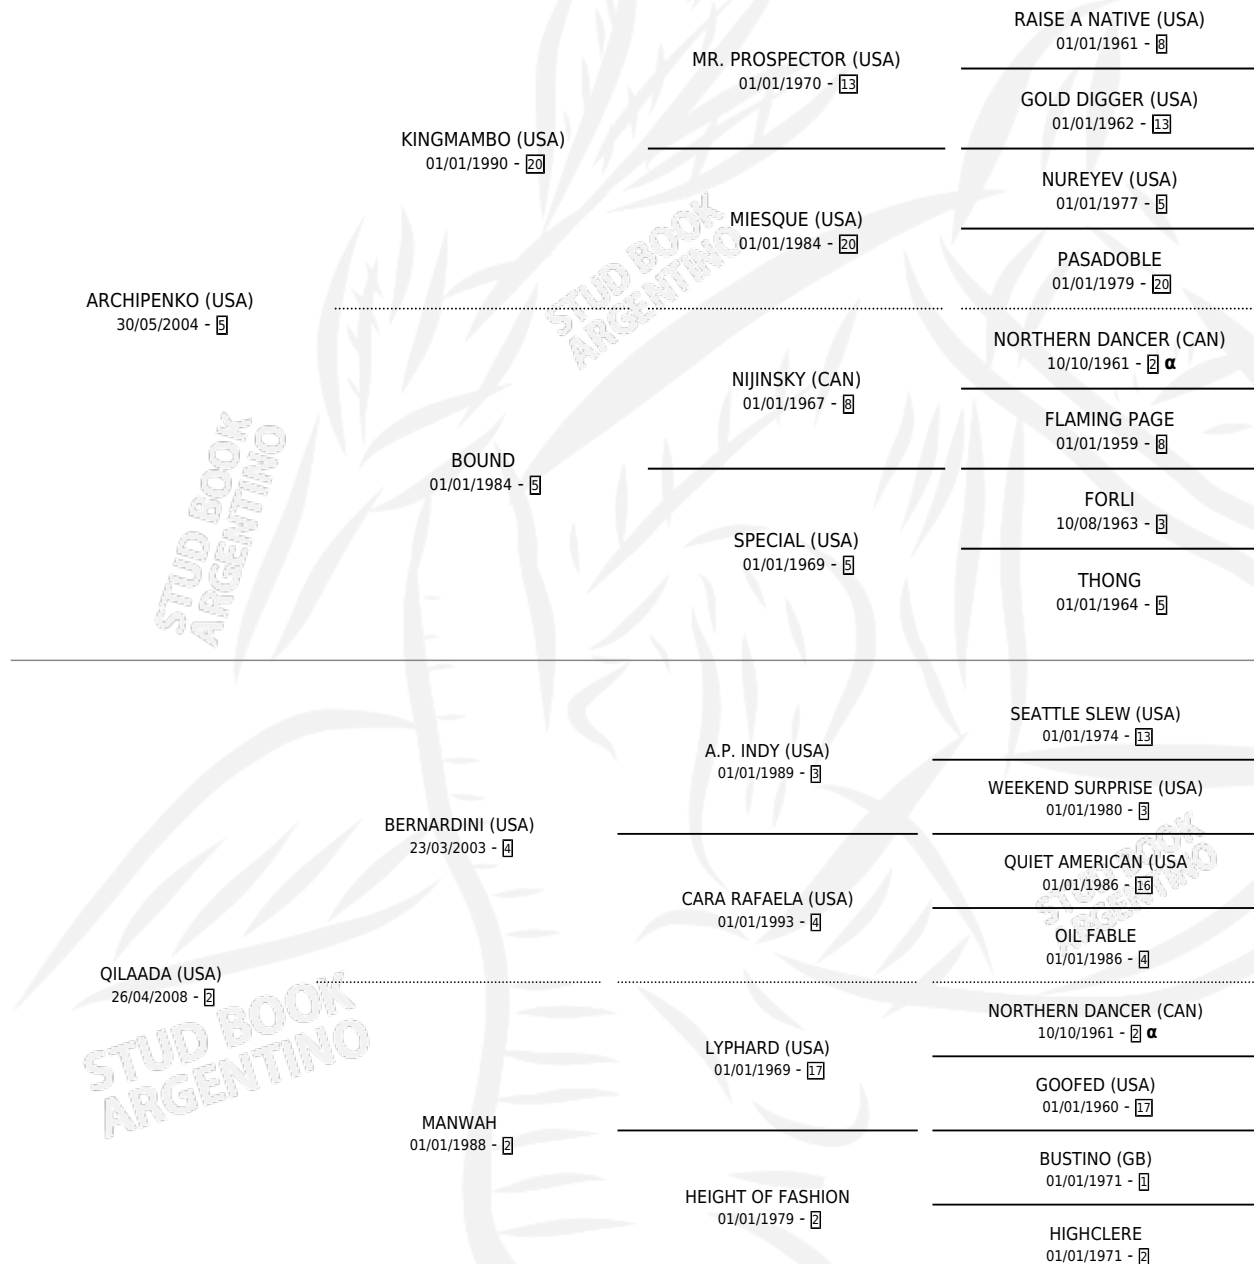 RAISE A NATIVE (USA)
01/01/1961 - 8
MR. PROSPECTOR (USA)
01/01/1970 - 13
GOLD DIGGER (USA)
01/01/1962 - 13
KINGMAMBO (USA)
01/01/1990 - 20
NUREYEV (USA)
01/01/1977 - 5
MIESQUE (USA)
01/01/1984 - 20
PASADOBLE
01/01/1979 - 20
ARCHIPENKO (USA)
30/05/2004 - 5
NORTHERN DANCER (CAN)
10/10/1961 - 2 α
NIJINSKY (CAN)
01/01/1967 - 8
FLAMING PAGE
01/01/1959 - 8
BOUND
01/01/1984 - 5
FORLI
10/08/1963 - 3
SPECIAL (USA)
01/01/1969 - 5
THONG
01/01/1964 - 5
STUD BOOK
ARGENTINO
STUD BOOK
ARGENTINO
SEATTLE SLEW (USA)
01/01/1974 - 13
A.P. INDY (USA)
01/01/1989 - 3
WEEKEND SURPRISE (USA)
01/01/1980 - 3
BERNARDINI (USA)
23/03/2003 - 4
QUIET AMERICAN (USA
01/01/1986 - 16
CARA RAFAELA (USA)
01/01/1993 - 4
OIL FABLE
01/01/1986 - 4
QILAADA (USA)
26/04/2008 - 2
NORTHERN DANCER (CAN)
10/10/1961 - 2 α
LYPHARD (USA)
01/01/1969 - 17
GOOFED (USA)
01/01/1960 - 17
MANWAH
01/01/1988 - 2
BUSTINO (GB)
01/01/1971 - 1
HEIGHT OF FASHION
01/01/1979 - 2
HIGHCLERE
01/01/1971 - 2
STUD BOOK
ARGENTINO
STUD BOOK
ARGENTINO